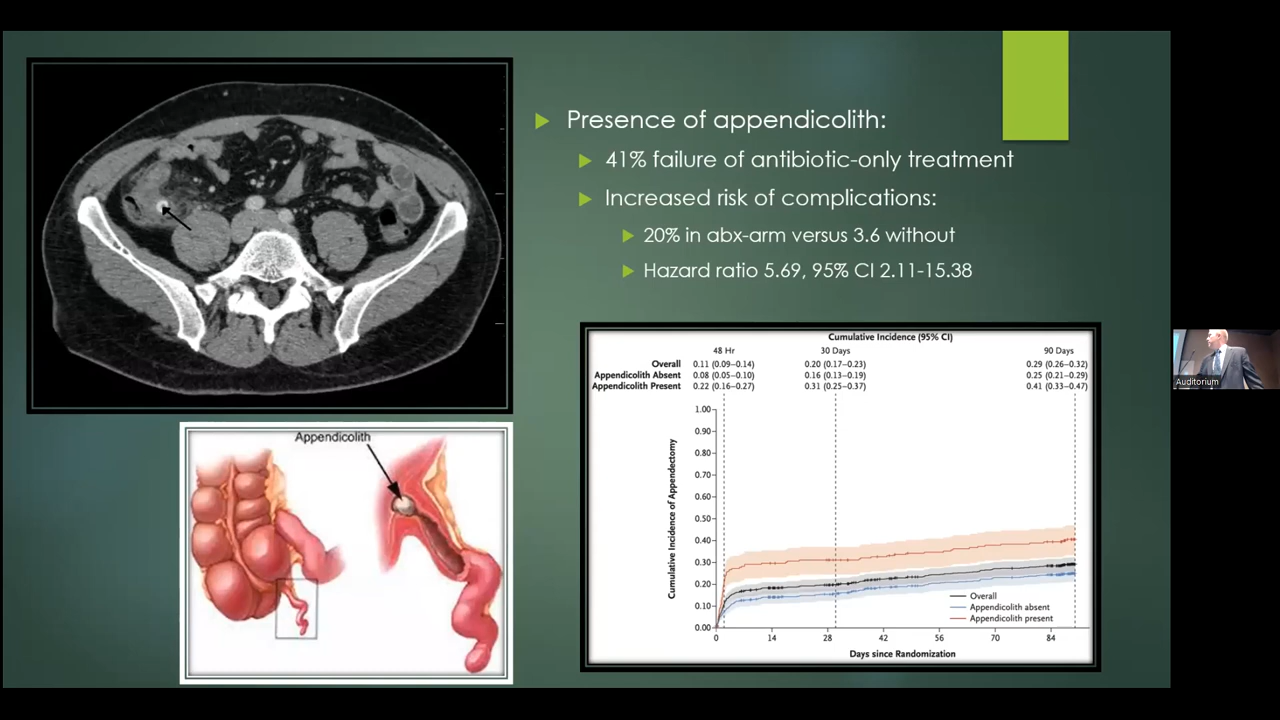 Presence of appendicolith:
41% failure of antibiotic-only treatment
Increased risk of complications:
20% in abx-arm versus 3.6 without
Hazard ratio 5.69, 95% CI 2.11-15.38
Appendicolith
Cumulative Incidence (95% CI)
48 Hr 30 Days 90 Days
Overall 0.11 (0.09–0.14) 0.20 (0.17–0.23) 0.29 (0.26–0.32)
Appendicolith Absent 0.08 (0.05–0.10) 0.16 (0.13–0.19) 0.25 (0.21–0.29)
Appendicolith Present 0.22 (0.16–0.27) 0.31 (0.25–0.37) 0.41 (0.33–0.47)
Cumulative Incidence of Appendectomy
1.00
0.90
0.80
0.70
0.60
0.50
0.40
0.30
0.20
0.10
0.00
Overall
Appendicolith absent
Appendicolith present
0 14 28 42 56 70 84
Days since Randomization
Auditorium